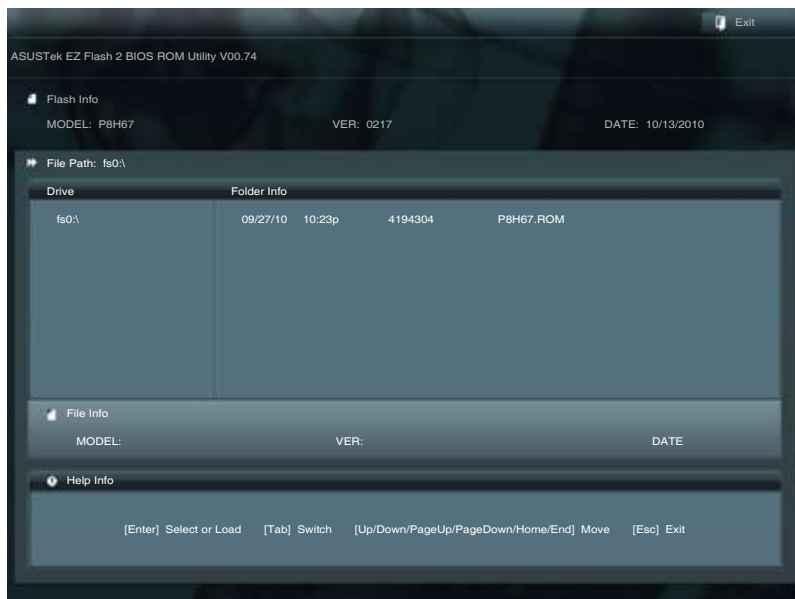 Exit
ASUSTek EZ Flash 2 BIOS ROM Utility V00.74
Flash Info
MODEL: P8H67 VER: 0217 DATE: 10/13/2010
File Path: fs0:\
Drive Folder Info
fs0:\ 09/27/10 10:23p 4194304 P8H67.ROM
File Info
MODEL: VER: DATE
Help Info
[Enter] Select or Load [Tab] Switch [Up/Down/PageUp/PageDown/Home/End] Move [Esc] Exit